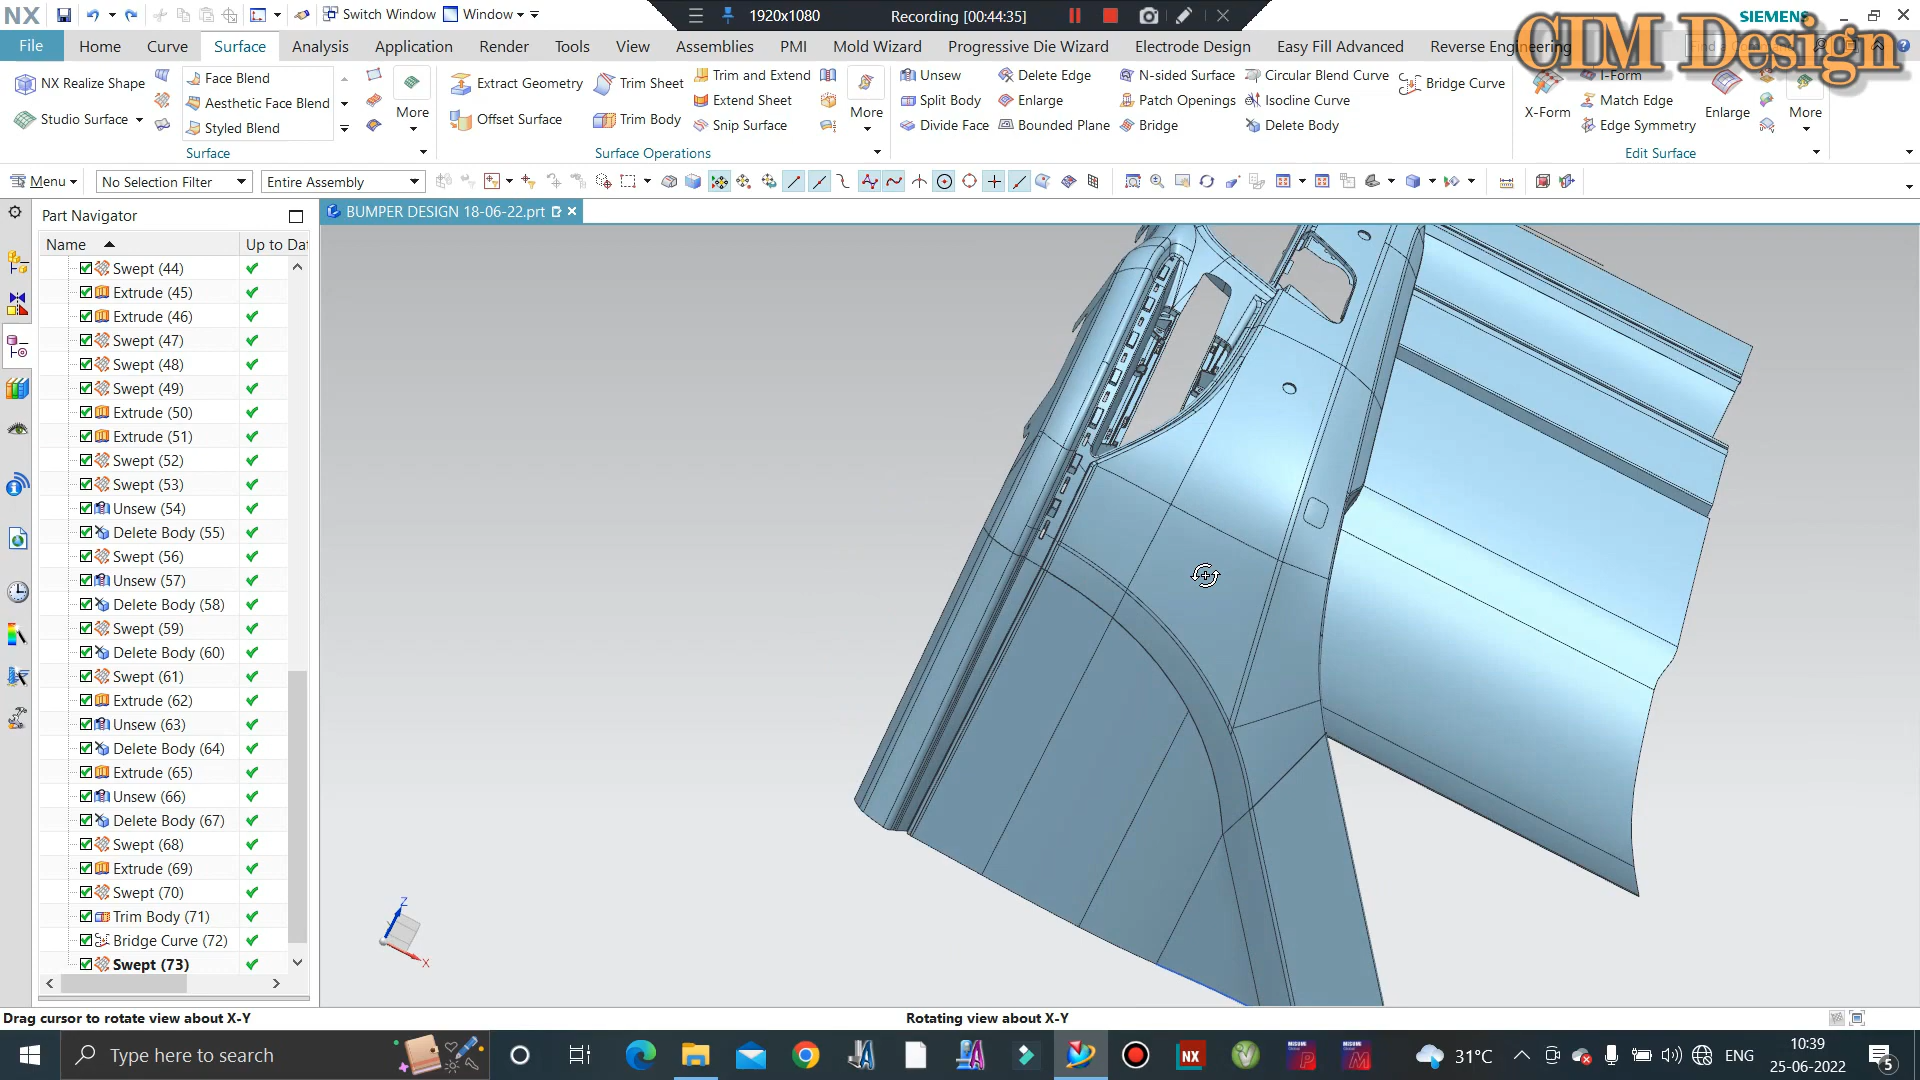 NX
Switch Window
Window
1920x1080
Recording [00:44:35]
SIEMENS
CIM Design
File
Home
Curve
Surface
Analysis
Application
Render
Tools
View
Assemblies
PMI
Mold Wizard
Progressive Die Wizard
Electrode Design
Easy Fill Advanced
Reverse Engineering
NX Realize Shape
Studio Surface
Face Blend
Aesthetic Face Blend
Styled Blend
More
Surface
Extract Geometry
Offset Surface
Trim Sheet
Trim Body
Trim and Extend
Extend Sheet
Snip Surface
More
Unsew
Split Body
Divide Face
Delete Edge
Enlarge
Bounded Plane
N-sided Surface
Patch Openings
Bridge
Circular Blend Curve
Isocline Curve
Delete Body
Bridge Curve
Surface Operations
X-Form
I-Form
Match Edge
Edge Symmetry
Enlarge
More
Edit Surface
Menu
No Selection Filter
Entire Assembly
Part Navigator
BUMPER DESIGN 18-06-22.prt
Name
Up to Dat
Swept (44)
Extrude (45)
Extrude (46)
Swept (47)
Swept (48)
Swept (49)
Extrude (50)
Extrude (51)
Swept (52)
Swept (53)
Unsew (54)
Delete Body (55)
Swept (56)
Unsew (57)
Delete Body (58)
Swept (59)
Delete Body (60)
Swept (61)
Extrude (62)
Unsew (63)
Delete Body (64)
Extrude (65)
Unsew (66)
Delete Body (67)
Swept (68)
Extrude (69)
Swept (70)
Trim Body (71)
Bridge Curve (72)
Swept (73)
Z
X
Drag cursor to rotate view about X-Y
Rotating view about X-Y
Type here to search
NX
31°C
ENG
10:39
25-06-2022
5